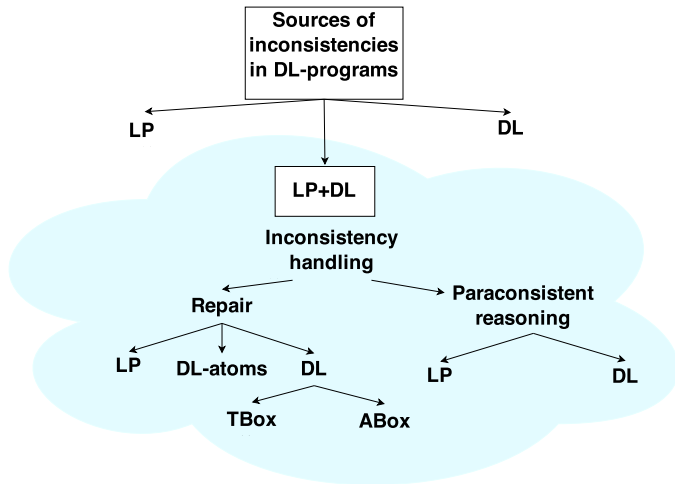 Sources of
inconsistencies
in DL-programs
LP
DL
LP+DL
Inconsistency
handling
Repair
Paraconsistent
reasoning
LP
DL-atoms
DL
LP
DL
TBox
ABox